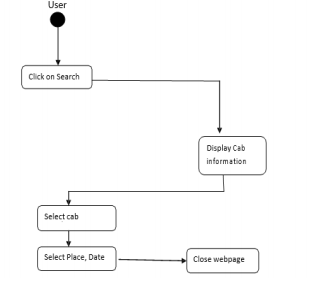 User
Click on Search
Display Cab
information
Select cab
Select Place, Date
Close webpage